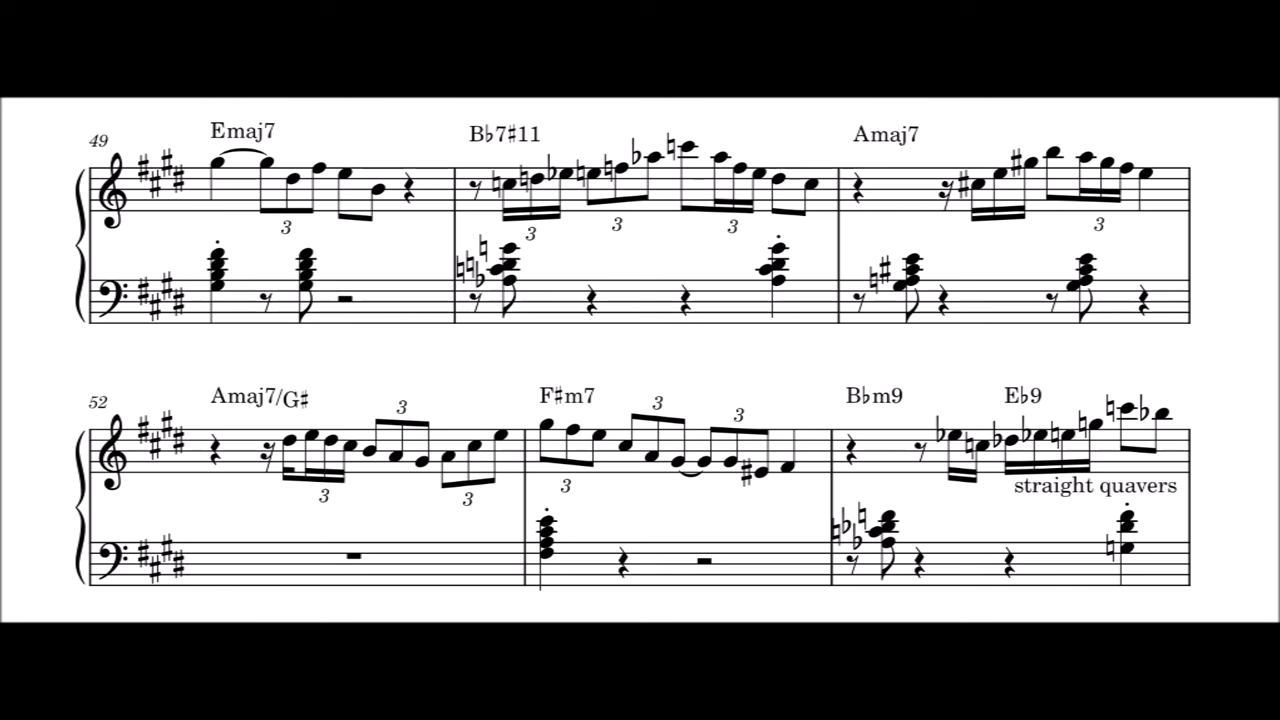 Emaj7 B♭7♯11 Amaj7
49
3 3 3 3 3
Amaj7/G♯ F♯m7 B♭m9 E♭9
52
3 3 3
3 3 3
straight quavers